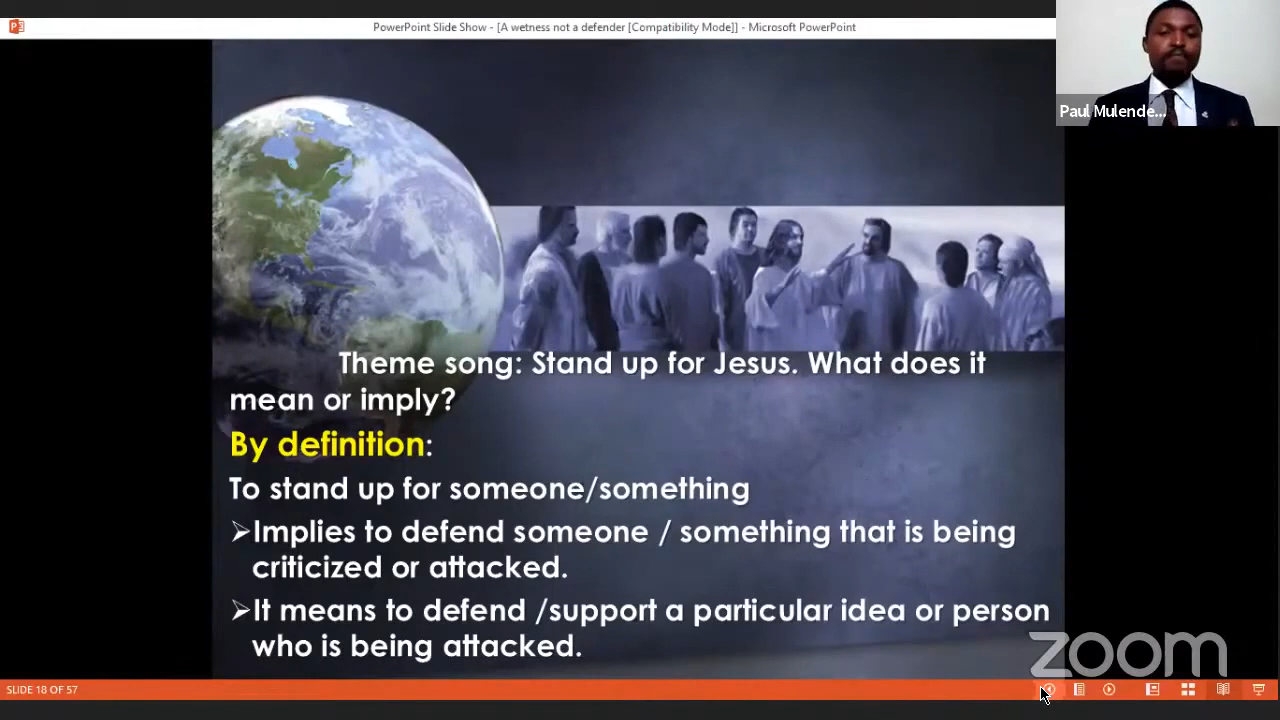 PowerPoint Slide Show - [A wetness not a defender [Compatibility Mode]] - Microsoft PowerPoint
Paul Mulende...
Theme song: Stand up for Jesus. What does it
mean or imply?
By definition:
To stand up for someone/something
➢Implies to defend someone / something that is being
criticized or attacked.
➢It means to defend /support a particular idea or person
who is being attacked.
zoom
SLIDE 18 OF 57